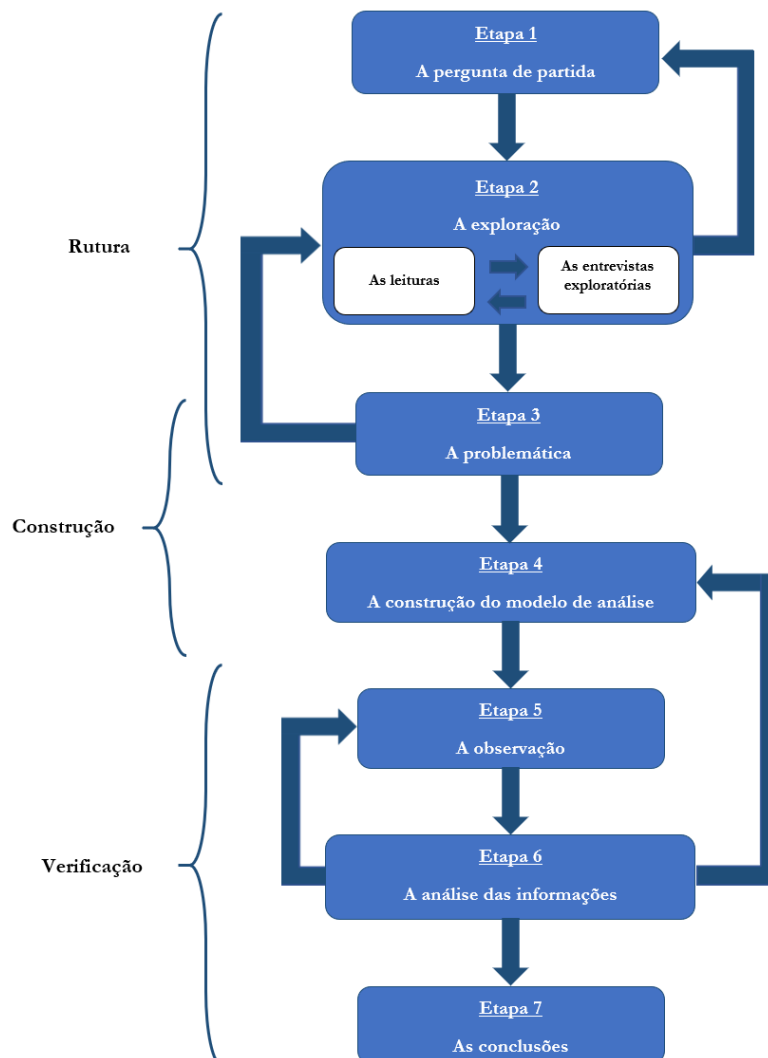 Etapa 1
A pergunta de partida
Etapa 2
A exploração
Rutura
As leituras
As entrevistas
exploratórias
Etapa 3
A problemática
Construção
Etapa 4
A construção do modelo de análise
Etapa 5
A observação
Verificação
Etapa 6
A análise das informações
Etapa 7
As conclusões